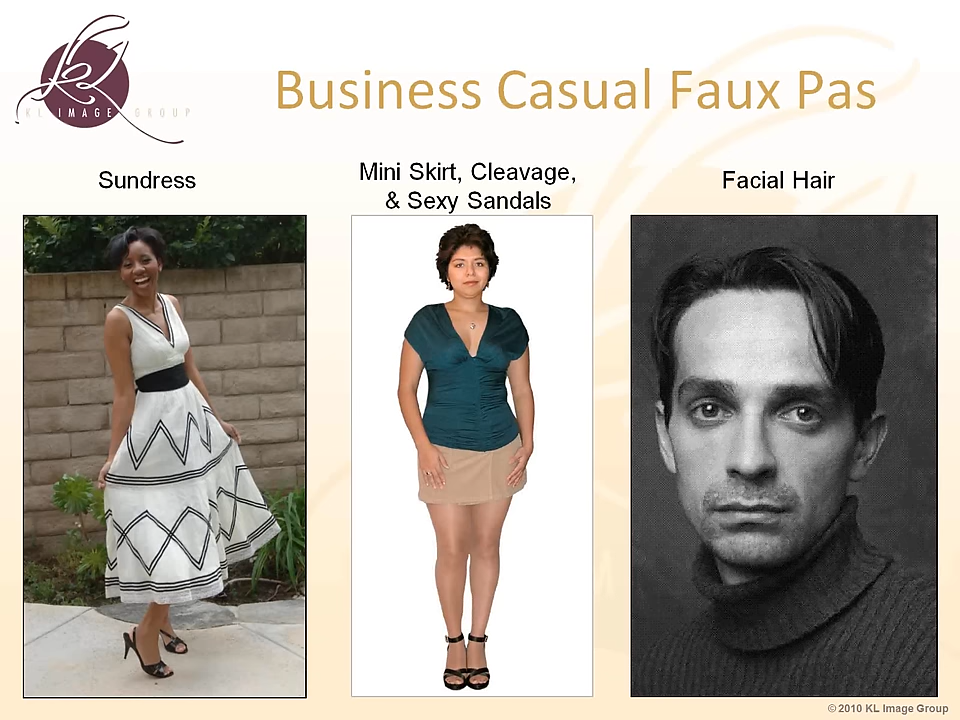 KL IMAGE GROUP
Business Casual Faux Pas
Sundress
Mini Skirt, Cleavage,
& Sexy Sandals
Facial Hair
© 2010 KL Image Group